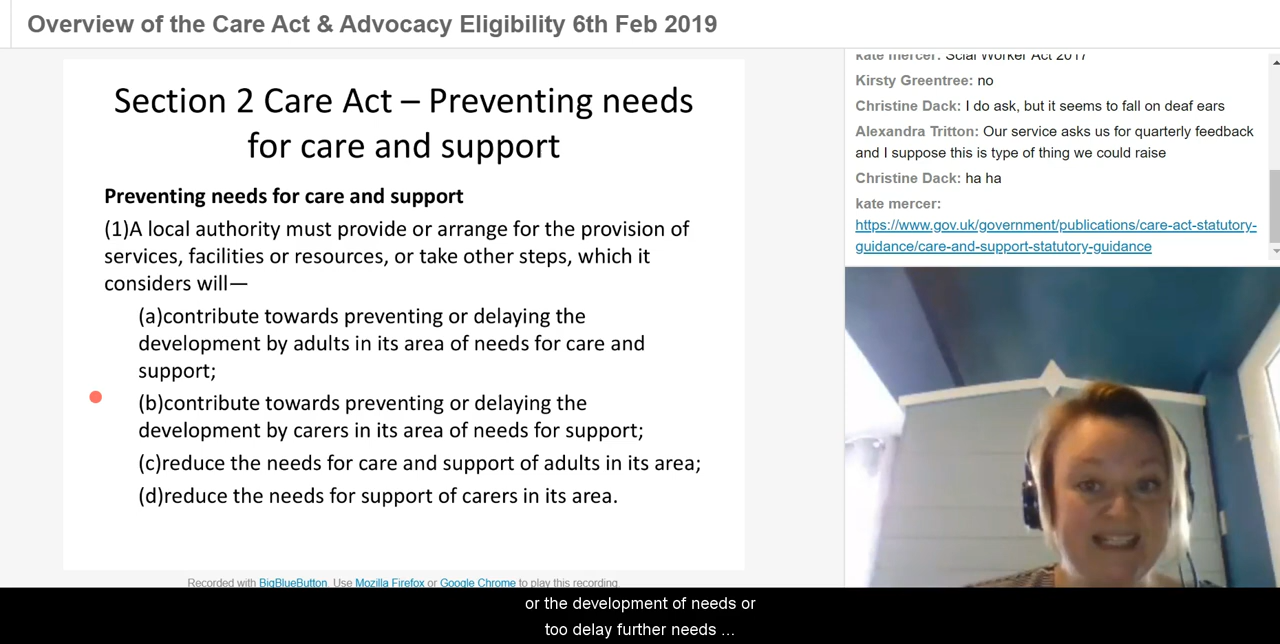 Overview of the Care Act & Advocacy Eligibility 6th Feb 2019
Section 2 Care Act – Preventing needs
for care and support
Preventing needs for care and support
(1)A local authority must provide or arrange for the provision of
services, facilities or resources, or take other steps, which it
considers will—
(a)contribute towards preventing or delaying the
development by adults in its area of needs for care and
support;
(b)contribute towards preventing or delaying the
development by carers in its area of needs for support;
(c)reduce the needs for care and support of adults in its area;
(d)reduce the needs for support of carers in its area.
Recorded with BigBlueButton. Use Mozilla Firefox or Google Chrome to play this recording.
kate mercer: Scial Worker Act 2017
Kirsty Greentree: no
Christine Dack: I do ask, but it seems to fall on deaf ears
Alexandra Tritton: Our service asks us for quarterly feedback
and I suppose this is type of thing we could raise
Christine Dack: ha ha
kate mercer:
https://www.gov.uk/government/publications/care-act-statutory-
guidance/care-and-support-statutory-guidance
or the development of needs or
too delay further needs ...